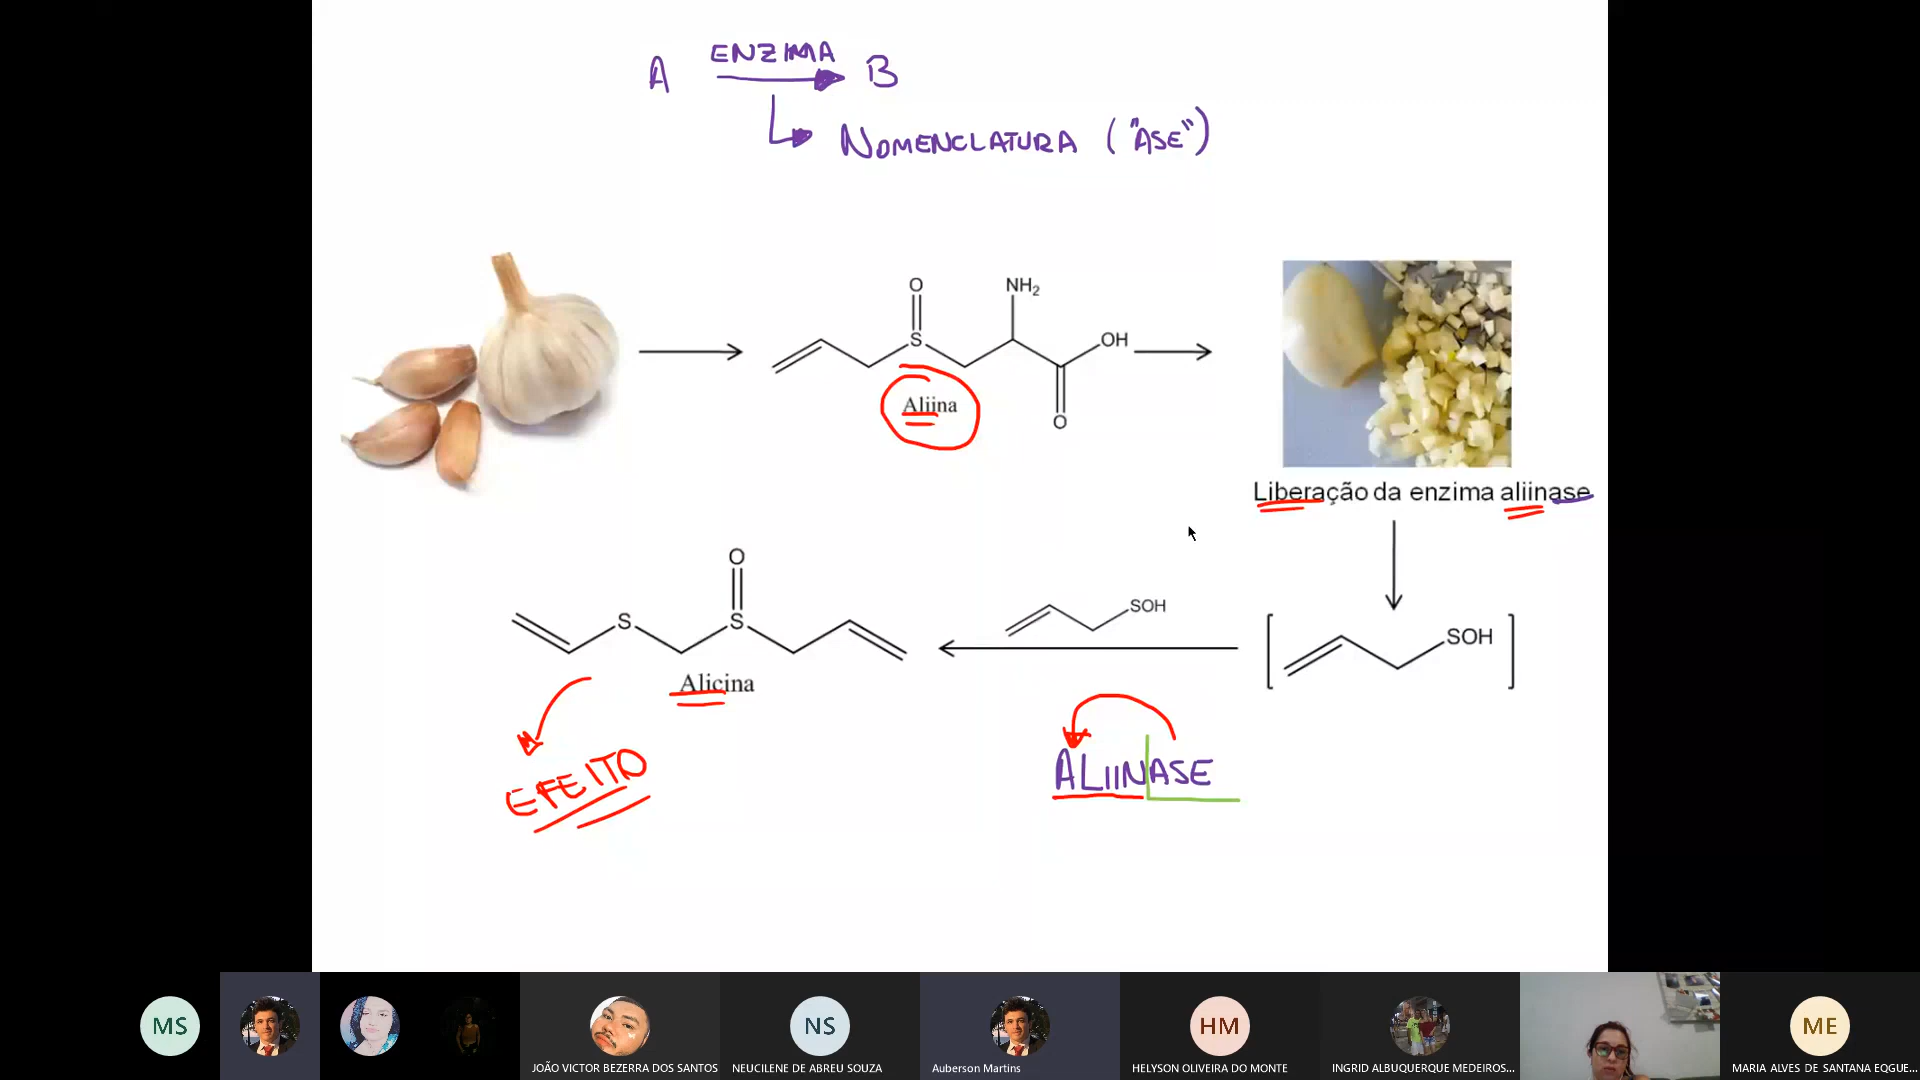 A ENZIMA B
NOMENCLATURA ("ASE")
O NH2
S OH
Aliina
O
Liberação da enzima aliinase
O
S S
SOH
SOH
Alicina
EFEITO
ALIINASE
MS
JOÃO VICTOR BEZERRA DOS SANTOS
NS
NEUCILENE DE ABREU SOUZA
Auberson Martins
HM
HELYSON OLIVEIRA DO MONTE
INGRID ALBUQUERQUE MEDEIROS...
ME
MARIA ALVES DE SANTANA EQGUE...